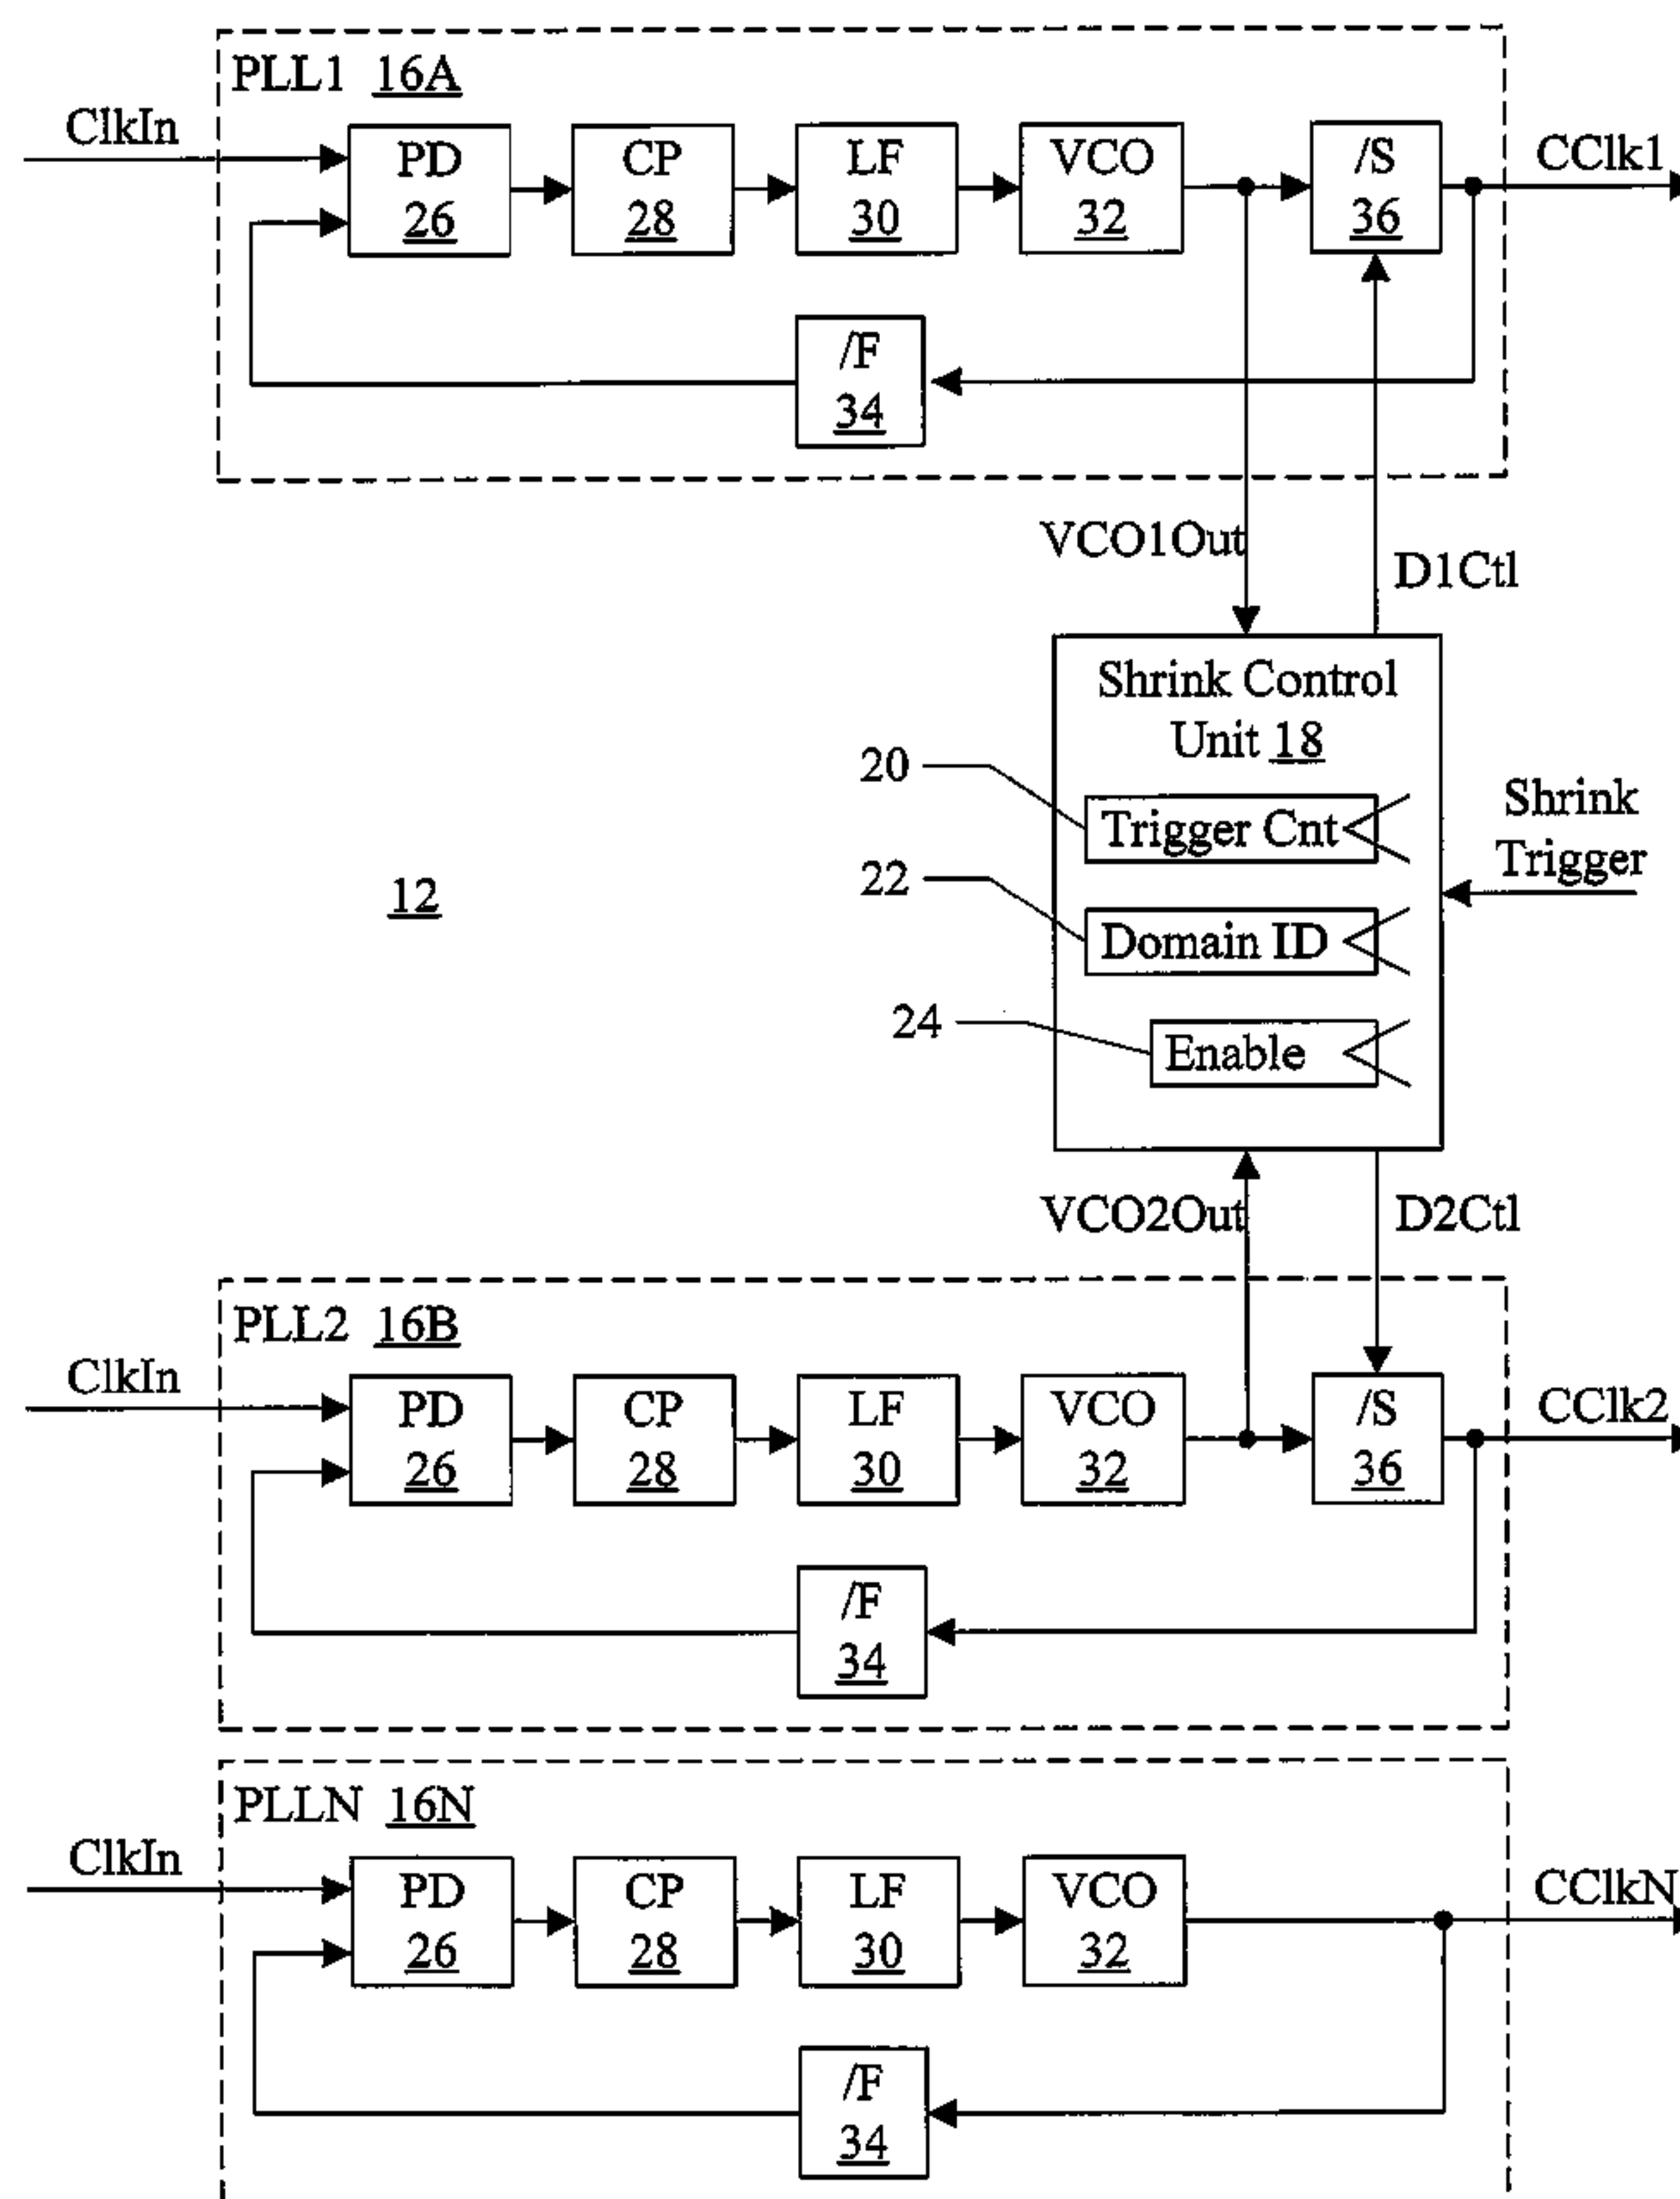 PLL1 16A
ClkIn
PD
26
CP
28
LF
30
VCO
32
/S
36
CClk1
/F
34
VCO1Out
D1Ctl
Shrink Control
Unit 18
20
Trigger Cnt
Shrink
Trigger
22
Domain ID
12
24
Enable
VCO2Out
D2Ctl
PLL2 16B
ClkIn
PD
26
CP
28
LF
30
VCO
32
/S
36
CClk2
/F
34
PLLN 16N
ClkIn
PD
26
CP
28
LF
30
VCO
32
CClkN
/F
34